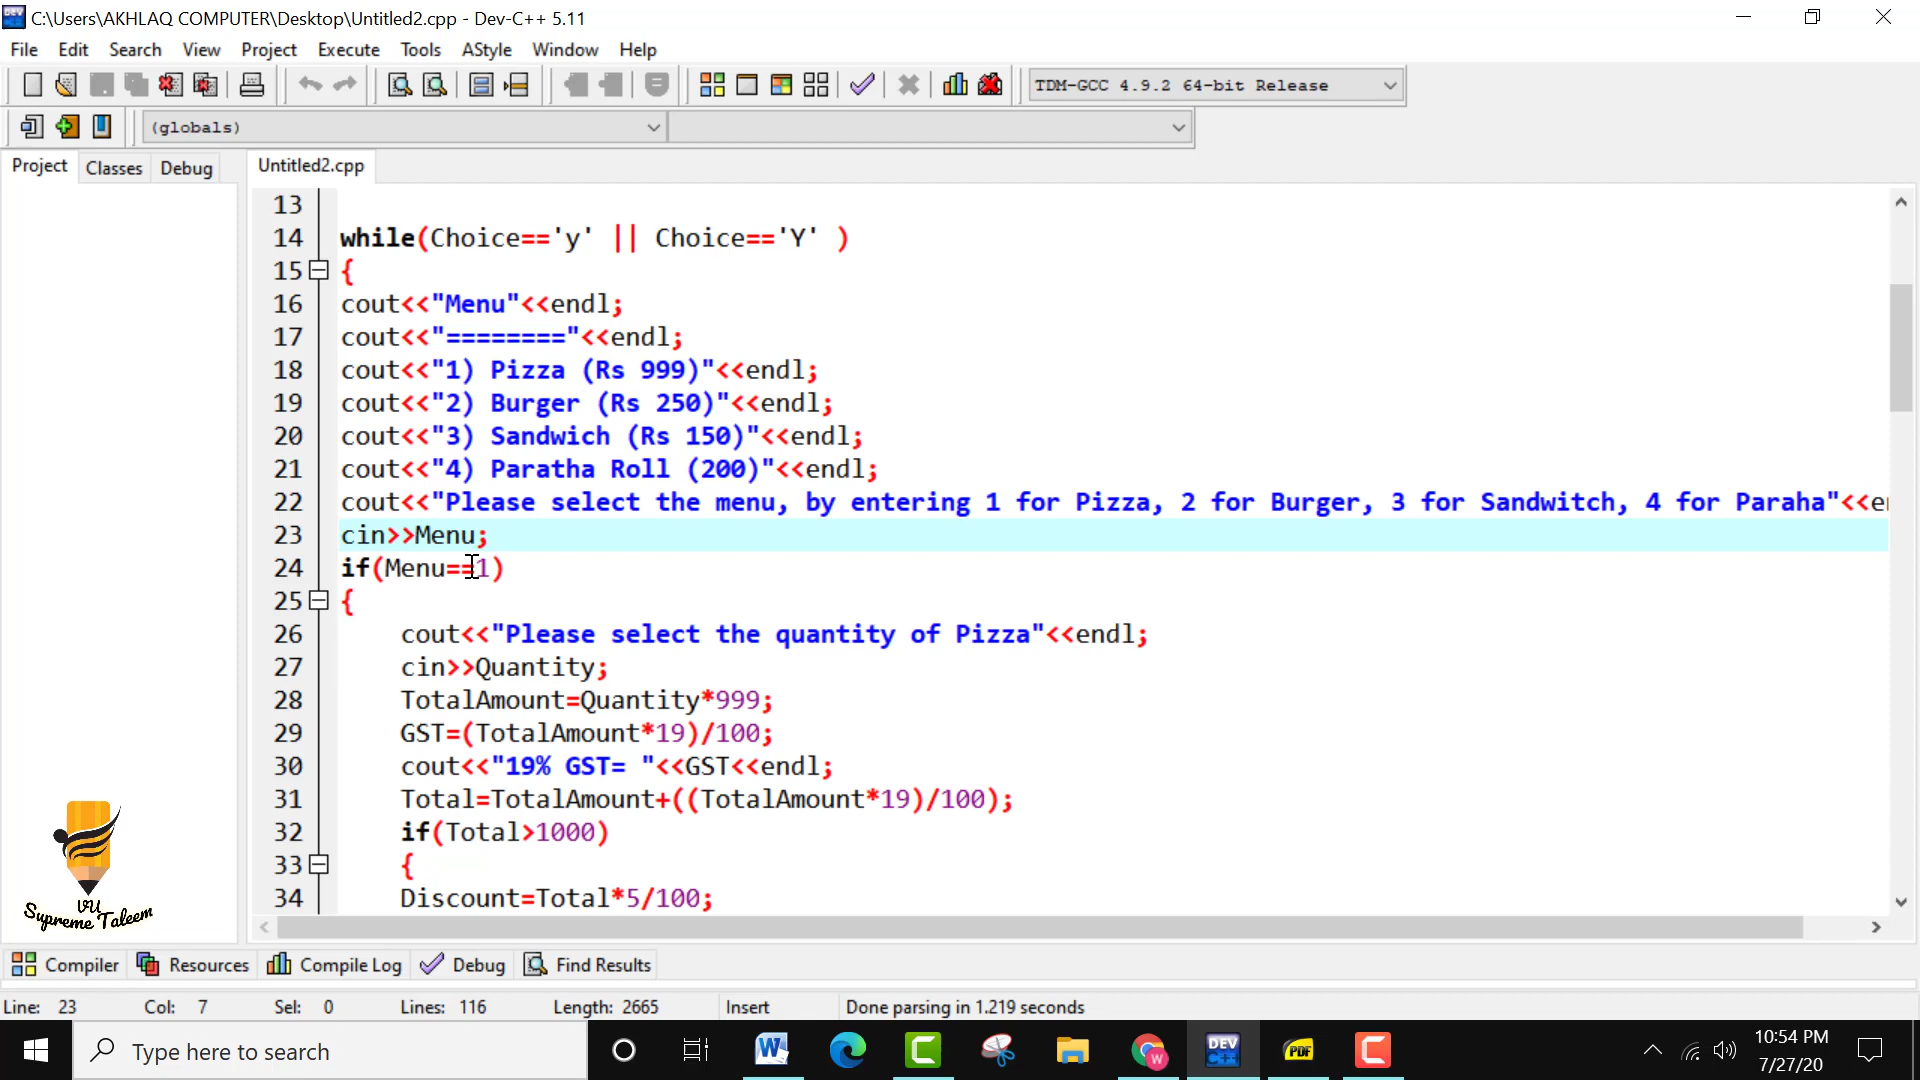 C:\Users\AKHLAQ COMPUTER\Desktop\Untitled2.cpp - Dev-C++ 5.11
File Edit Search View Project Execute Tools AStyle Window Help
TDM-GCC 4.9.2 64-bit Release
(globals)
Project Classes Debug
Untitled2.cpp
13
14 while(Choice=='y' || Choice=='Y' )
15 {
16 cout<<"Menu"<<endl;
17 cout<<"========"<<endl;
18 cout<<"1) Pizza (Rs 999)"<<endl;
19 cout<<"2) Burger (Rs 250)"<<endl;
20 cout<<"3) Sandwich (Rs 150)"<<endl;
21 cout<<"4) Paratha Roll (200)"<<endl;
22 cout<<"Please select the menu, by entering 1 for Pizza, 2 for Burger, 3 for Sandwitch, 4 for Paraha"<<e
23 cin>>Menu;
24 if(Menu==1)
25 {
26 cout<<"Please select the quantity of Pizza"<<endl;
27 cin>>Quantity;
28 TotalAmount=Quantity*999;
29 GST=(TotalAmount*19)/100;
30 cout<<"19% GST= "<<GST<<endl;
31 Total=TotalAmount+((TotalAmount*19)/100);
32 if(Total>1000)
33 {
34 Discount=Total*5/100;
VU
Supreme Taleem
Compiler Resources Compile Log Debug Find Results
Line: 23 Col: 7 Sel: 0 Lines: 116 Length: 2665 Insert Done parsing in 1.219 seconds
Type here to search
W
DEV C++
PDF
10:54 PM
7/27/20